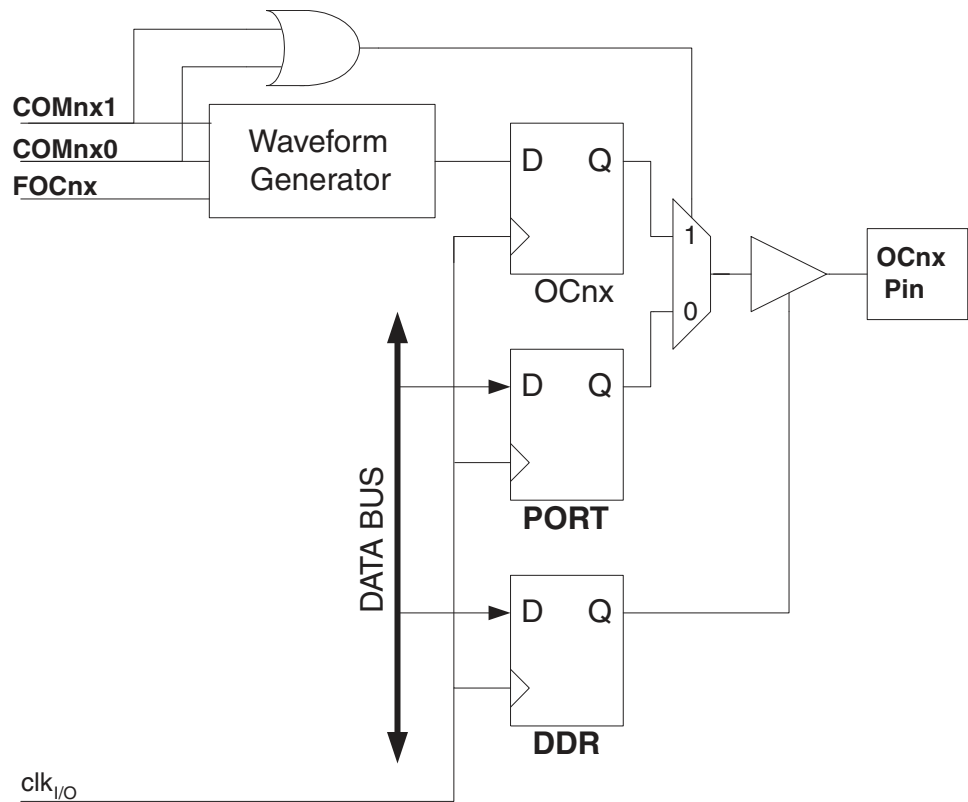 COMnx1
COMnx0
FOCnx
Waveform
Generator
D Q
OCnx
1
0
OCnx
Pin
D Q
PORT
DATA BUS
D Q
DDR
clkI/O